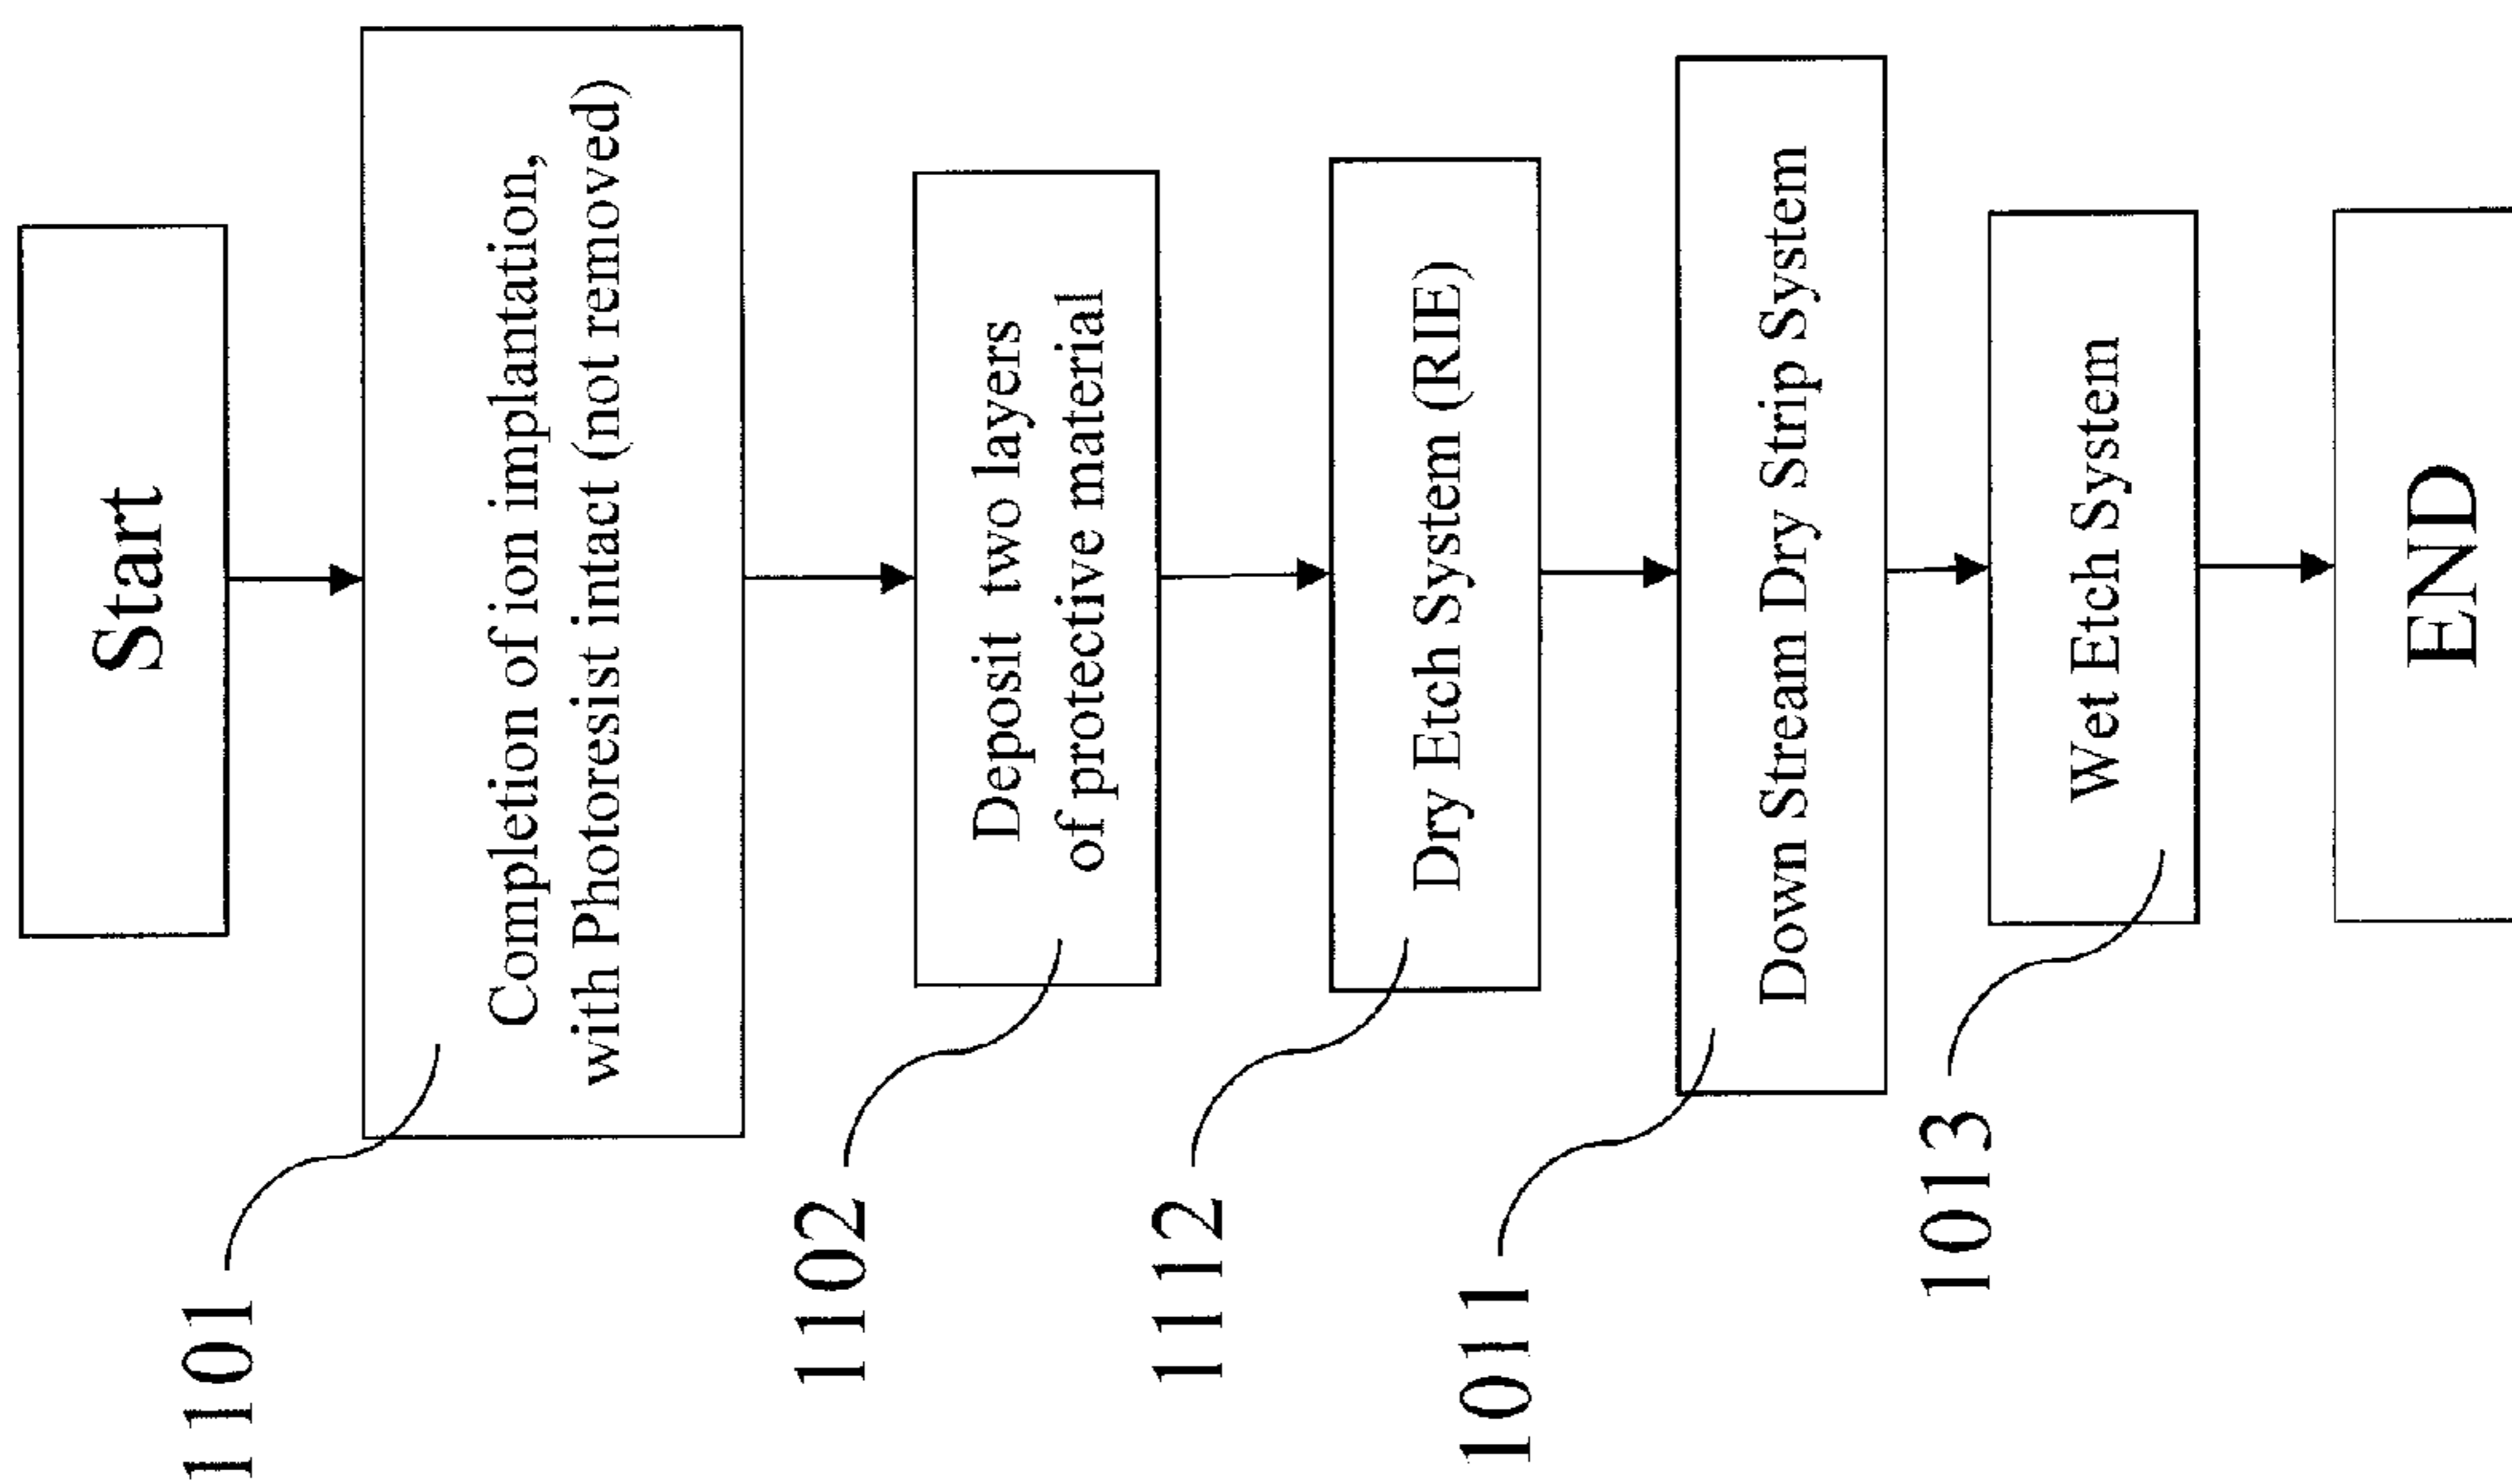 Start
1101
Completion of ion implantation,
with Photoresist intact (not removed)
1102
Deposit two layers
of protective material
1112
Dry Etch System (RIE)
1011
Down Stream Dry Strip System
1013
Wet Etch System
END